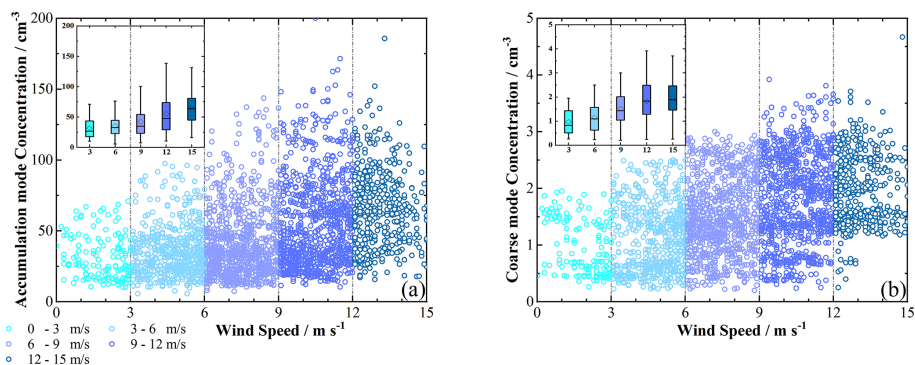 (a)
Accumulation mode Concentration / cm-3
200
150
100
50
0
200
150
100
50
0
3 6 9 12 15
0 3 6 9 12 15
Wind Speed / m s-1
(b)
Coarse mode Concentration / cm-3
5
4
3
2
1
0
5
4
3
2
1
0
3 6 9 12 15
0 3 6 9 12 15
Wind Speed / m s-1
0 - 3 m/s
3 - 6 m/s
6 - 9 m/s
9 - 12 m/s
12 - 15 m/s